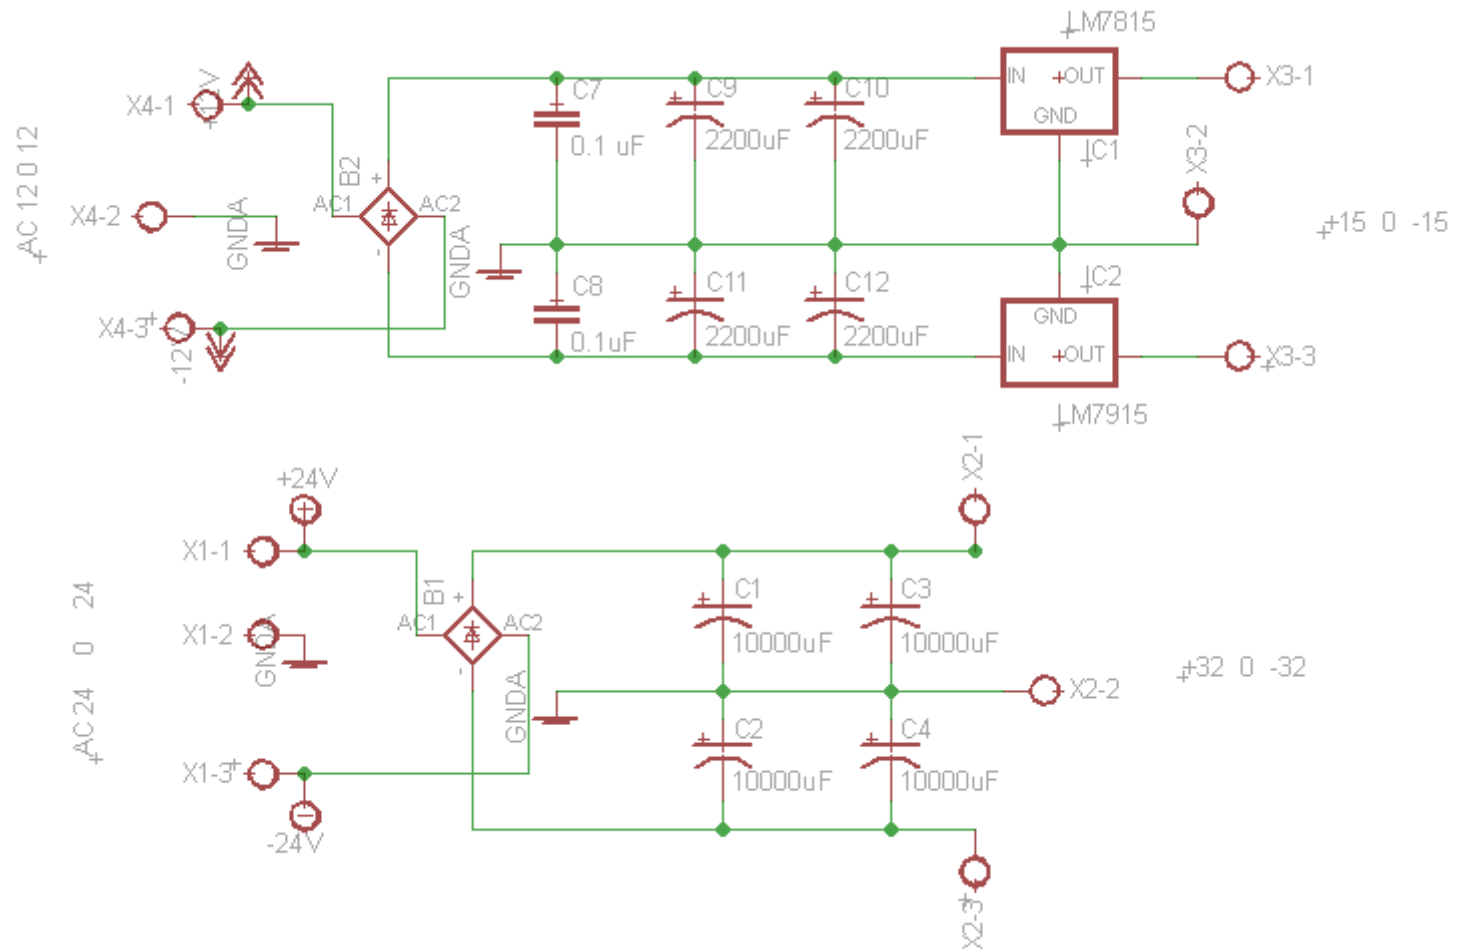 LM7815
IN
+OUT
GND
IC1
X3-1
X3-2
+12V
X4-1
AC 12 0 12
X4-2
GNDA
X4-3
-12V
B2
AC1
AC2
+
-
GNDA
C7
0.1 uF
C9
2200uF
C10
2200uF
C8
0.1uF
C11
2200uF
C12
2200uF
+15 0 -15
IC2
GND
IN
+OUT
LM7915
X3-3
+24V
X1-1
AC 24 0 24
X1-2
GNDA
X1-3
-24V
B1
AC1
AC2
+
-
GNDA
C1
10000uF
C3
10000uF
C2
10000uF
C4
10000uF
X2-1
X2-2
X2-3
+32 0 -32